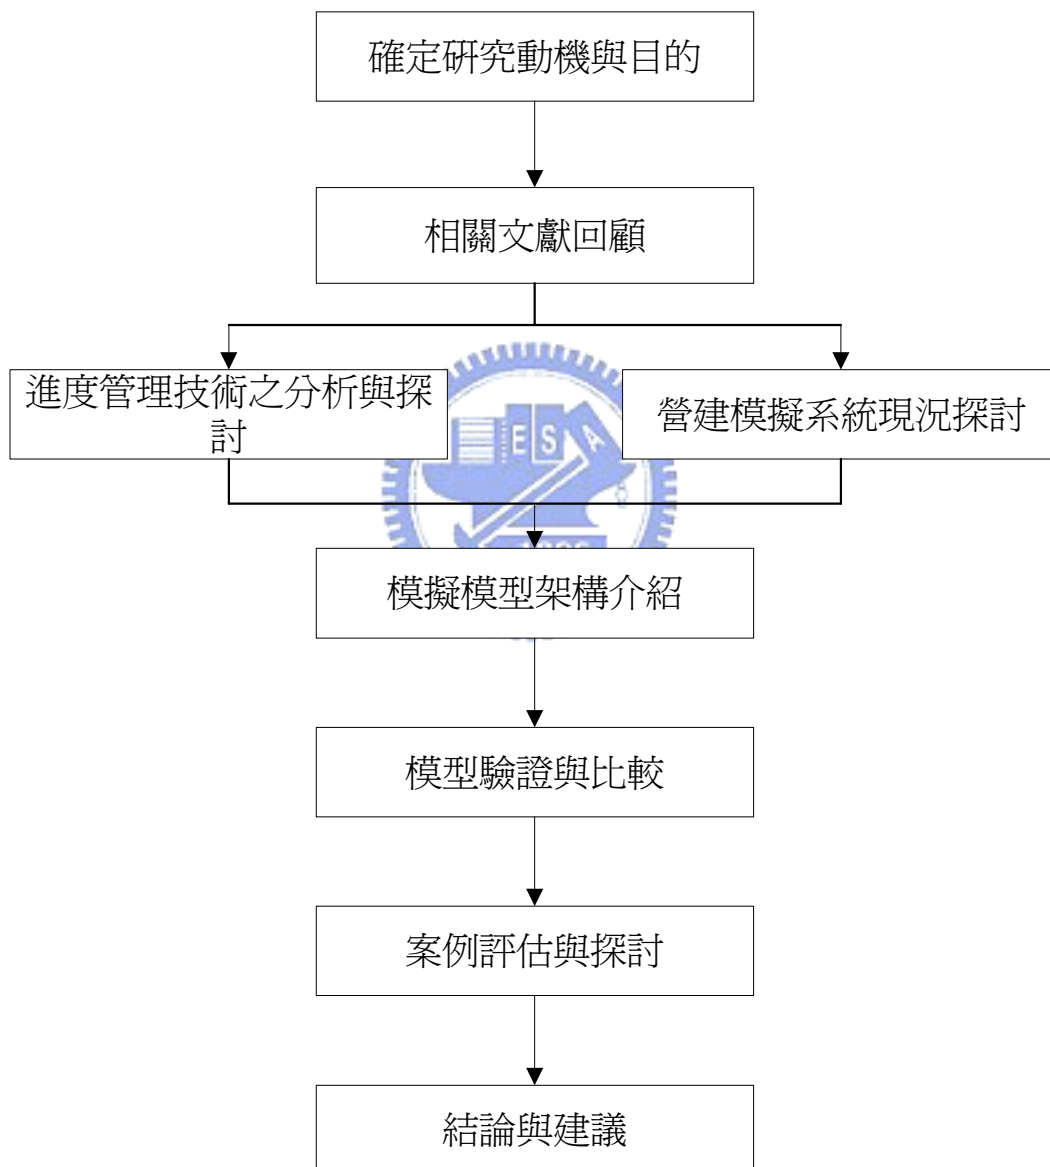 確定研究動機與目的
相關文獻回顧
進度管理技術之分析與探
討
營建模擬系統現況探討
E S A
模擬模型架構介紹
模型驗證與比較
案例評估與探討
結論與建議